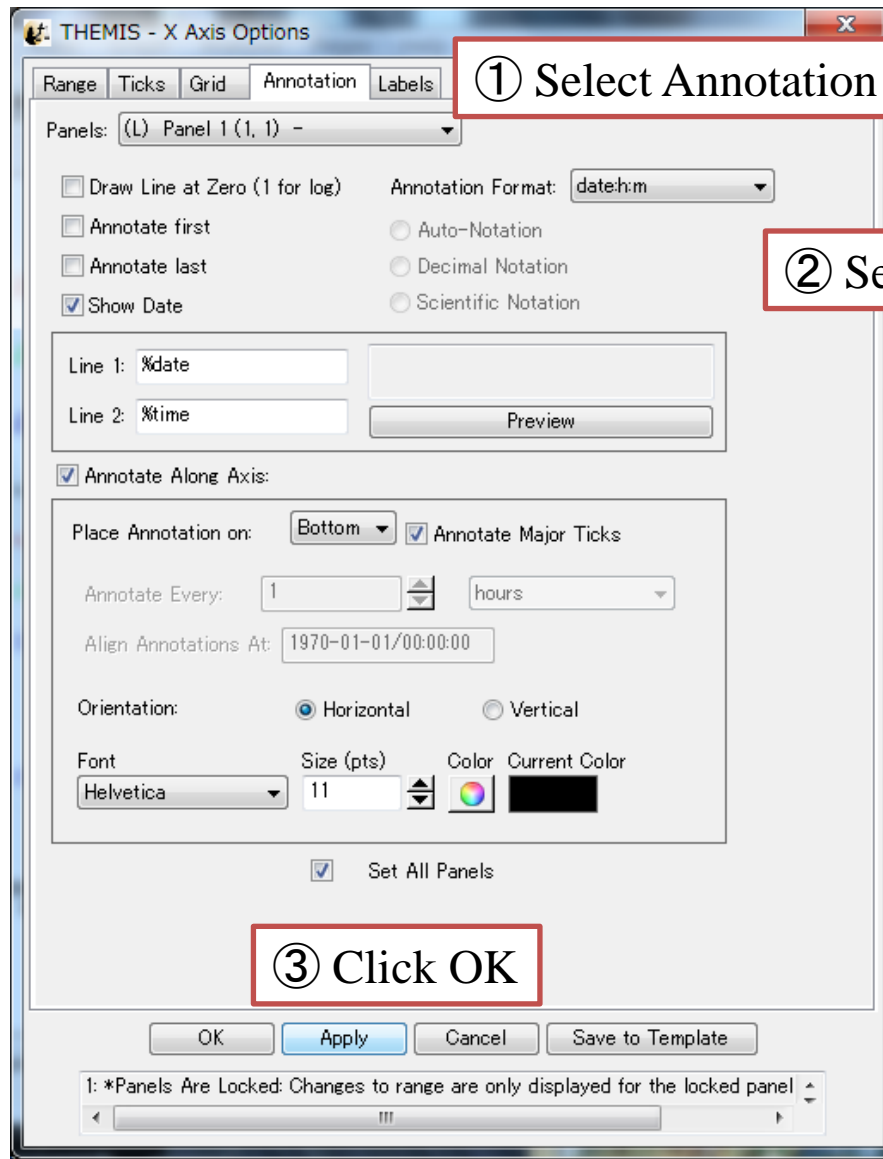 THEMIS - X Axis Options
① Select Annotation
Range Ticks Grid Annotation Labels
Panels: (L) Panel 1 (1, 1) -
Draw Line at Zero (1 for log) Annotation Format: date:h:m
Annotate first Auto-Notation
Annotate last Decimal Notation
② Se
Show Date Scientific Notation
Line 1: %date
Line 2: %time Preview
Annotate Along Axis:
Place Annotation on: Bottom Annotate Major Ticks
Annotate Every: 1 hours
Align Annotations At: 1970-01-01/00:00:00
Orientation: Horizontal Vertical
Font Size (pts) Color Current Color
Helvetica 11
Set All Panels
③ Click OK
OK Apply Cancel Save to Template
1: *Panels Are Locked: Changes to range are only displayed for the locked panel